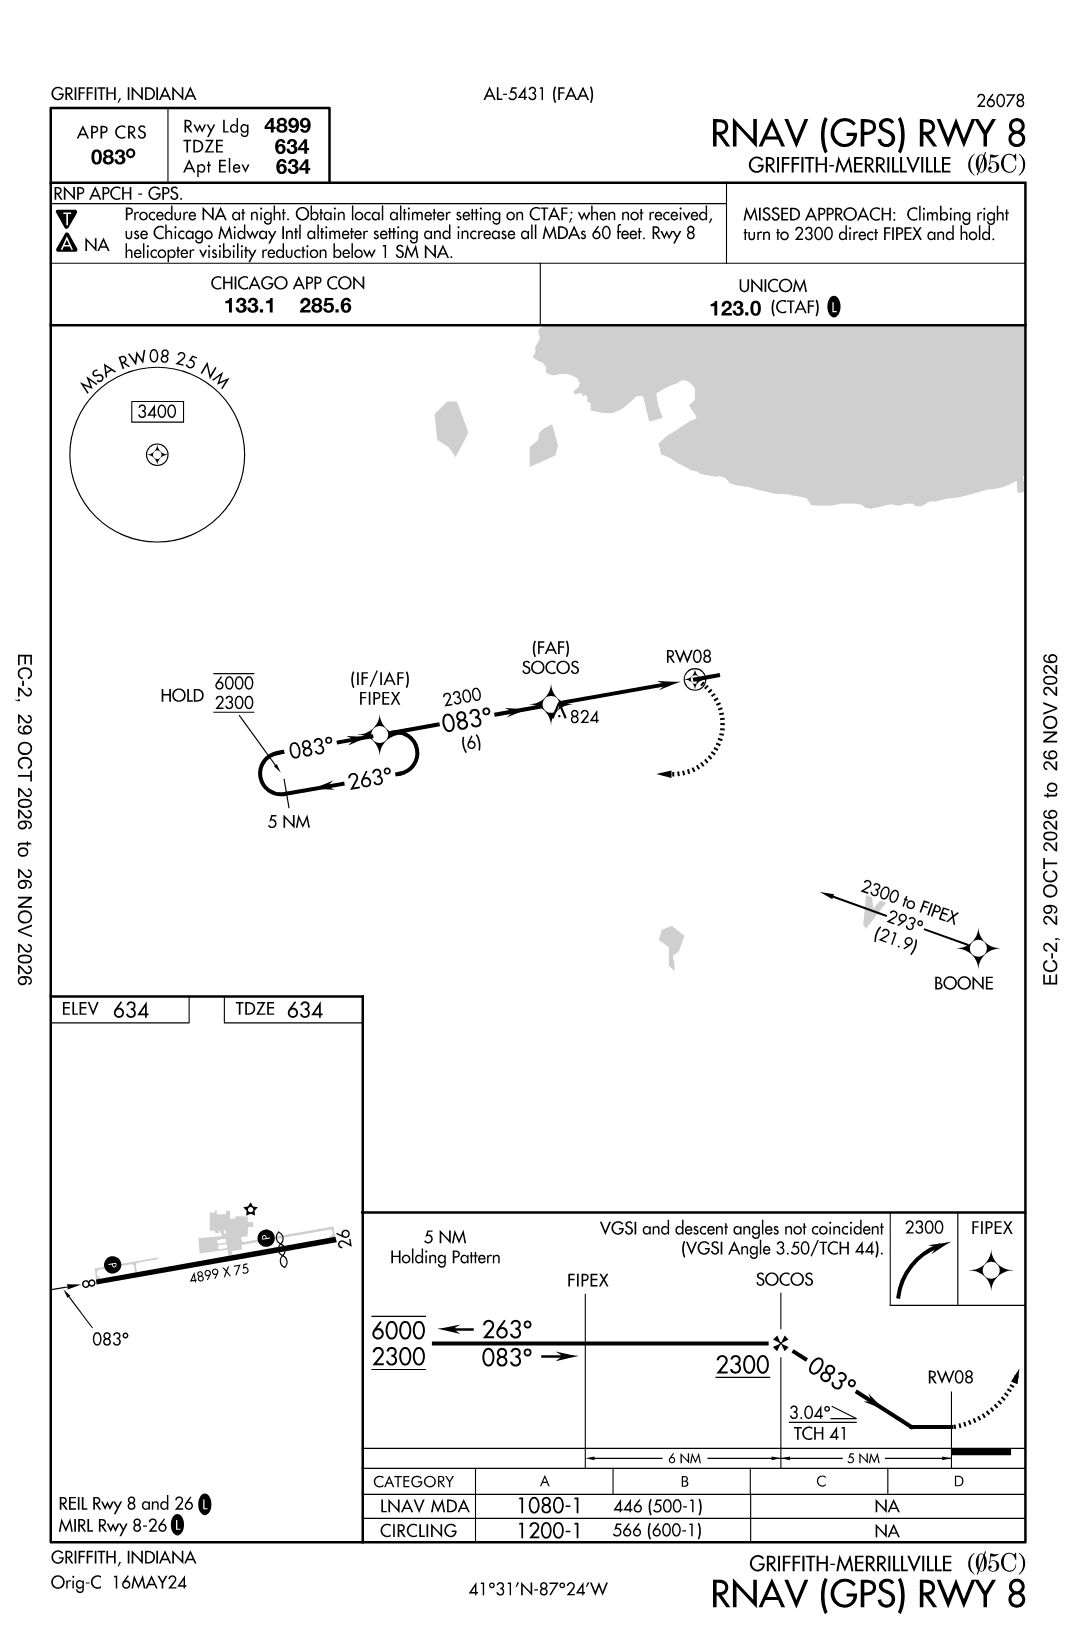 GRIFFITH, INDIANA
AL-5431 (FAA)
26078
RNAV (GPS) RWY 8
GRIFFITH-MERRILLVILLE (Ø5C)
APP CRS
083°
Rwy Ldg 4899
TDZE 634
Apt Elev 634
RNP APCH - GPS.
T
A NA
Procedure NA at night. Obtain local altimeter setting on CTAF; when not received,
use Chicago Midway Intl altimeter setting and increase all MDAs 60 feet. Rwy 8
helicopter visibility reduction below 1 SM NA.
MISSED APPROACH: Climbing right
turn to 2300 direct FIPEX and hold.
CHICAGO APP CON
133.1 285.6
UNICOM
123.0 (CTAF) L
MSA RW08 25 NM
3400
EC-2, 29 OCT 2026 to 26 NOV 2026
EC-2, 29 OCT 2026 to 26 NOV 2026
HOLD 6000
2300
(IF/IAF)
FIPEX
(FAF)
SOCOS
RW08
083°
263°
5 NM
2300
083°
(6)
824
2300 to FIPEX
293°
(21.9)
BOONE
ELEV 634
TDZE 634
P
P
8
26
4899 X 75
083°
REIL Rwy 8 and 26 L
MIRL Rwy 8-26 L
5 NM
Holding Pattern
VGSI and descent angles not coincident
(VGSI Angle 3.50/TCH 44).
2300
FIPEX
FIPEX
SOCOS
6000
2300
263°
083°
2300
083°
RW08
3.04°
TCH 41
6 NM
5 NM
CATEGORY A B C D
LNAV MDA 1080-1 446 (500-1) NA
CIRCLING 1200-1 566 (600-1) NA
GRIFFITH, INDIANA
Orig-C 16MAY24
41°31'N-87°24'W
GRIFFITH-MERRILLVILLE (Ø5C)
RNAV (GPS) RWY 8